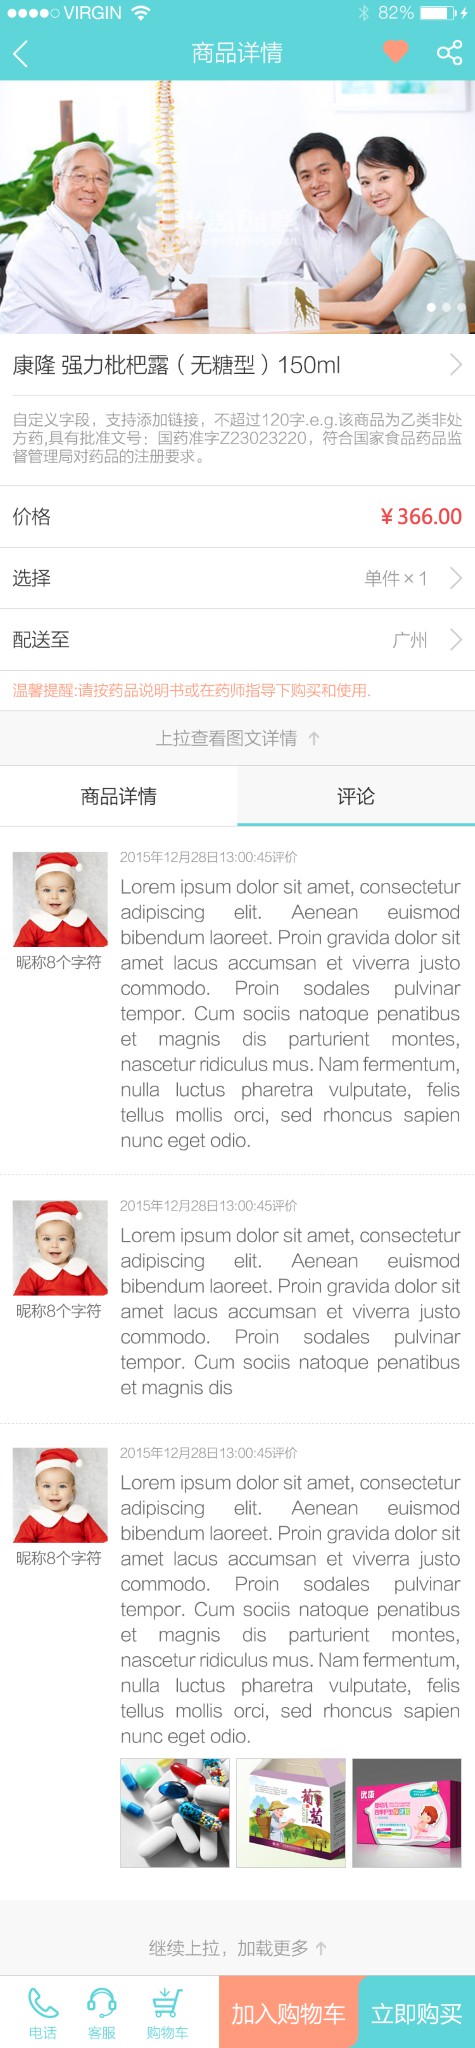 VIRGIN 82%
商品详情
康隆 强力枇杷露（无糖型）150ml
自定义字段，支持添加链接，不超过120字.e.g.该商品为乙类非处
方药,具有批准文号：国药准字Z23023220，符合国家食品药品监
督管理局对药品的注册要求。
价格 ¥366.00
选择 单件×1
配送至 广州
温馨提醒:请按药品说明书或在药师指导下购买和使用.
上拉查看图文详情
商品详情 评论
2015年12月28日13:00:45评价
昵称8个字符
Lorem ipsum dolor sit amet, consectetur
adipiscing elit. Aenean euismod
bibendum laoreet. Proin gravida dolor sit
amet lacus accumsan et viverra justo
commodo. Proin sodales pulvinar
tempor. Cum sociis natoque penatibus
et magnis dis parturient montes,
nascetur ridiculus mus. Nam fermentum,
nulla luctus pharetra vulputate, felis
tellus mollis orci, sed rhoncus sapien
nunc eget odio.
2015年12月28日13:00:45评价
昵称8个字符
Lorem ipsum dolor sit amet, consectetur
adipiscing elit. Aenean euismod
bibendum laoreet. Proin gravida dolor sit
amet lacus accumsan et viverra justo
commodo. Proin sodales pulvinar
tempor. Cum sociis natoque penatibus
et magnis dis
2015年12月28日13:00:45评价
昵称8个字符
Lorem ipsum dolor sit amet, consectetur
adipiscing elit. Aenean euismod
bibendum laoreet. Proin gravida dolor sit
amet lacus accumsan et viverra justo
commodo. Proin sodales pulvinar
tempor. Cum sociis natoque penatibus
et magnis dis parturient montes,
nascetur ridiculus mus. Nam fermentum,
nulla luctus pharetra vulputate, felis
tellus mollis orci, sed rhoncus sapien
nunc eget odio.
葡萄
继续上拉，加载更多
电话 客服 购物车 加入购物车 立即购买